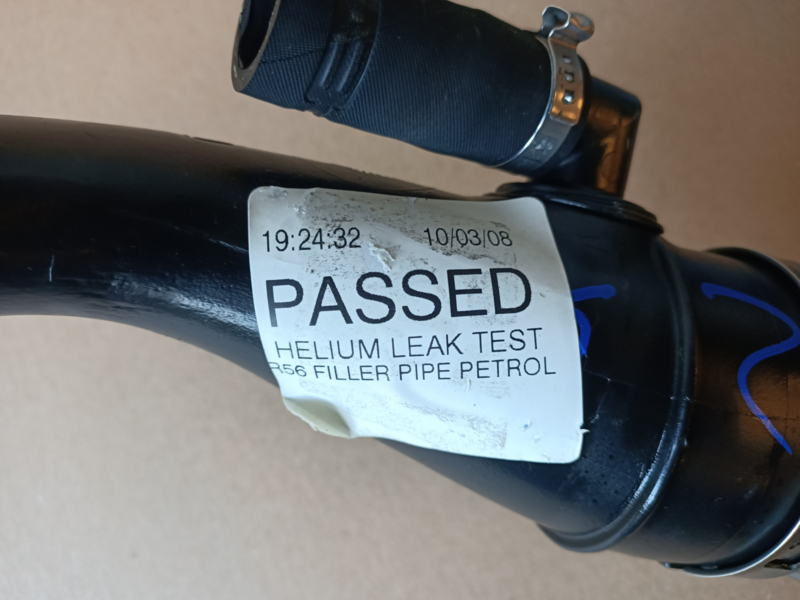 19:24:32 10/03/08
PASSED
HELIUM LEAK TEST
R56 FILLER PIPE PETROL